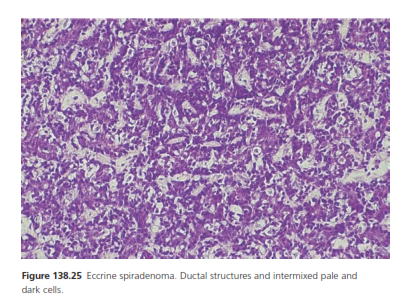 Figure 138.25 Eccrine spiradenoma. Ductal structures and intermixed pale and
dark cells.